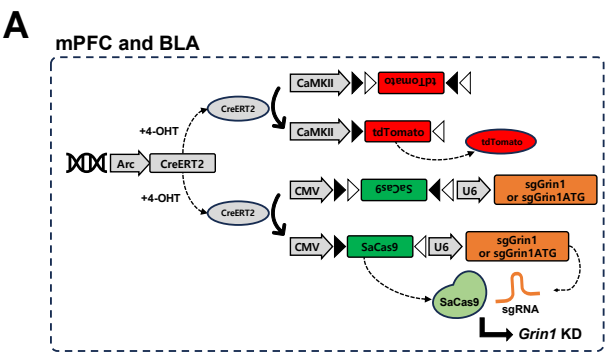 A
mPFC and BLA
CaMKII
tdTomato
CreERT2
+4-OHT
CaMKII
tdTomato
tdTomato
Arc
CreERT2
+4-OHT
CMV
SaCas9
U6
sgGrin1
or sgGrin1ATG
CreERT2
CMV
SaCas9
U6
sgGrin1
or sgGrin1ATG
SaCas9
sgRNA
Grin1 KD